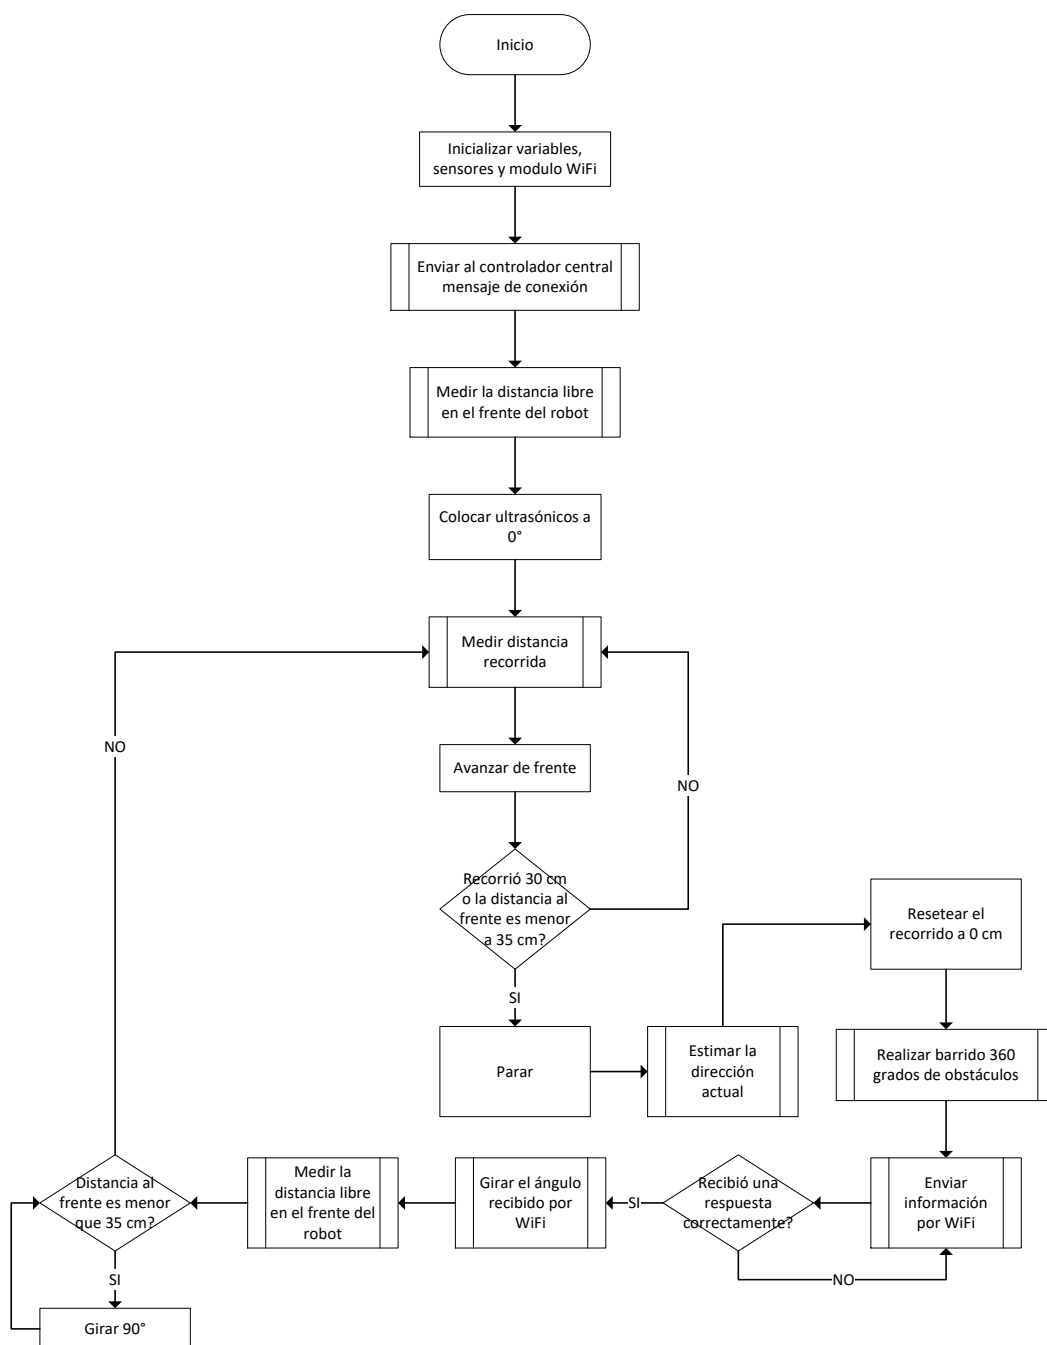 Inicio
Inicializar variables,
sensores y modulo WiFi
Enviar al controlador central
mensaje de conexión
Medir la distancia libre
en el frente del robot
Colocar ultrasónicos a
0°
Medir distancia
recorrida
NO
Avanzar de frente
NO
Recorrió 30 cm
o la distancia al
frente es menor
a 35 cm?
SI
Resetear el
recorrido a 0 cm
Parar
Estimar la
dirección
actual
Realizar barrido 360
grados de obstáculos
Enviar
información
por WiFi
Recibió una
respuesta
correctamente?
NO
SI
Girar el ángulo
recibido por
WiFi
Medir la
distancia libre
en el frente del
robot
Distancia al
frente es menor
que 35 cm?
SI
Girar 90°